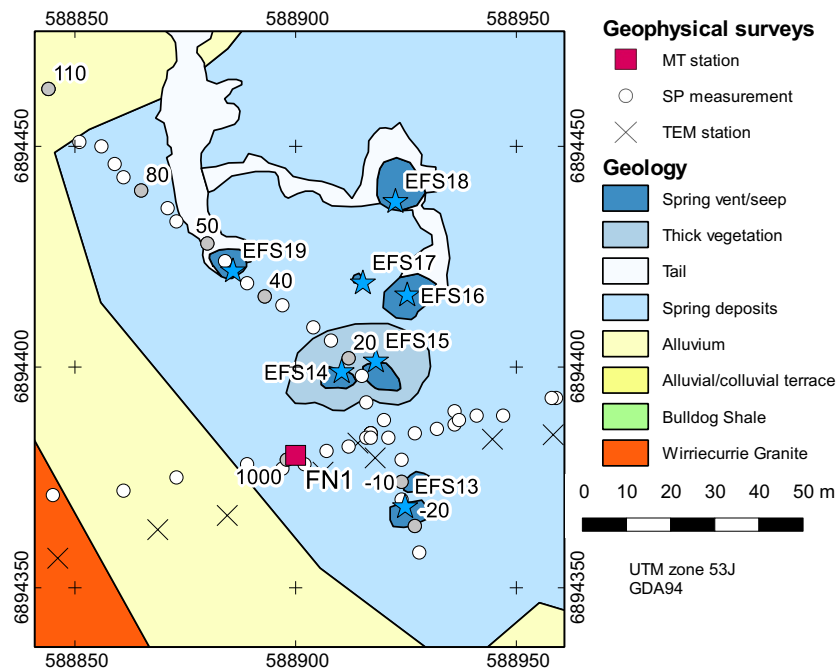 588850 588900 588950
Geophysical surveys
MT station
SP measurement
TEM station
Geology
Spring vent/seep
Thick vegetation
Tail
Spring deposits
Alluvium
Alluvial/colluvial terrace
Bulldog Shale
Wirriecurrie Granite
0 10 20 30 40 50 m
UTM zone 53J
GDA94
110
6894450
6894450
80
EFS18
50
EFS19
EFS17
40
EFS16
20
EFS15
EFS14
6894400
6894400
1000
FN1
-10
EFS13
-20
6894350
6894350
588850 588900 588950